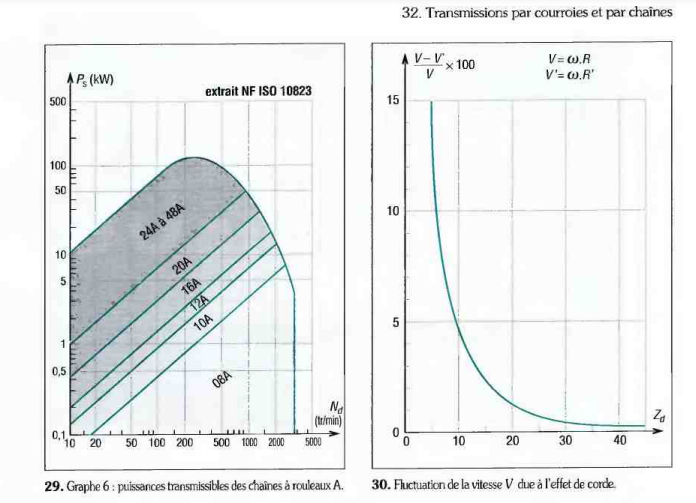 32. Transmissions par courroies et par chaînes
Ps (kW)
extrait NF ISO 10823
500
100
50
10
5
1
0,5
0,1
24A à 48A
20A
16A
12A
10A
08A
Nd
(tr/min)
10 20 50 100 200 500 1000 2000 5000
29. Graphe 6 : puissances transmissibles des chaînes à rouleaux A.
V – V' / V × 100
V = ω.R
V' = ω.R'
15
10
5
0
Zd
0 10 20 30 40
30. Fluctuation de la vitesse V due à l'effet de corde.